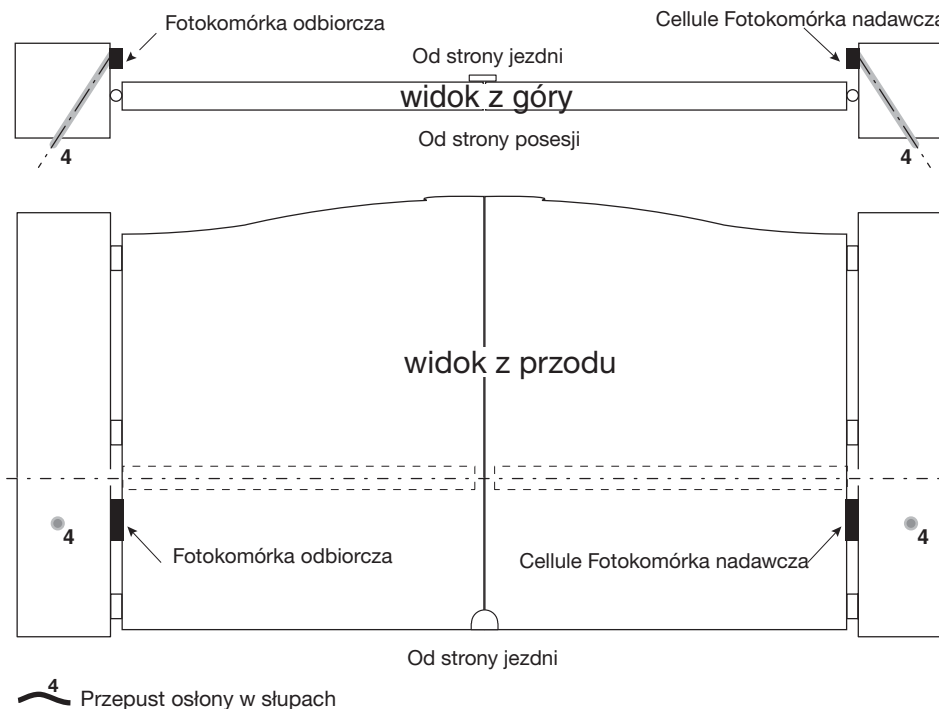 Fotokomórka odbiorcza
Cellule Fotokomórka nadawcza
Od strony jezdni
widok z góry
Od strony posesji
4
4
widok z przodu
4
4
Fotokomórka odbiorcza
Cellule Fotokomórka nadawcza
Od strony jezdni
4
Przepust osłony w słupach